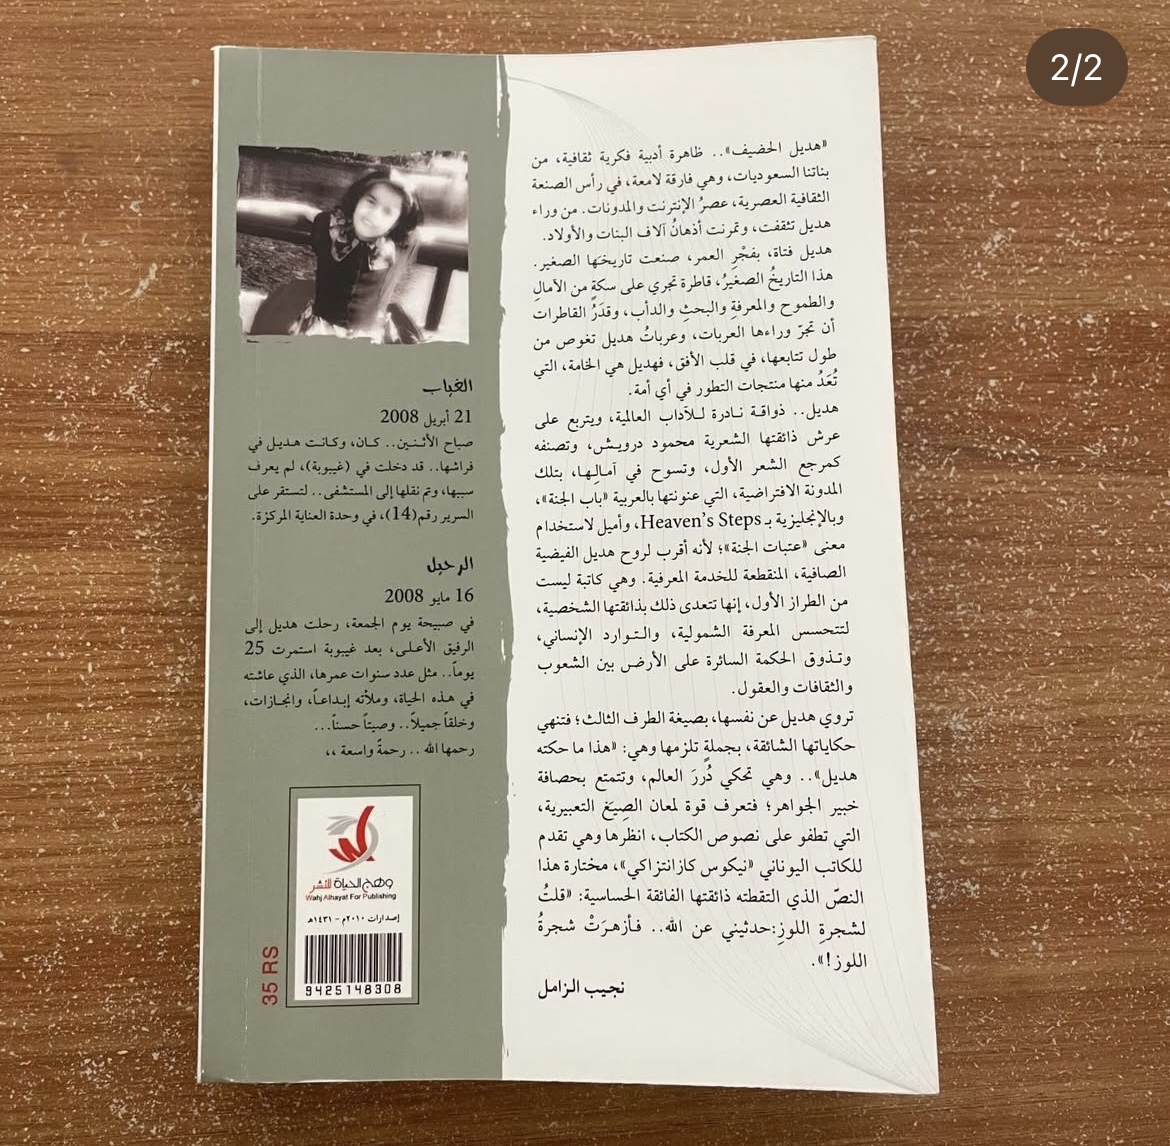 2/2
«هديل الحضيف».. ظاهرة أدبية فكرية ثقافية، من
بناتنا السعوديات، وهي فارقة لامعة، في رأس الصنعة
الثقافية العصرية، عصرُ الإنترنت والمدونات. من وراء
هديل تثقفت، وتمرنت أذهانُ آلاف البنات والأولاد.
هديل فتاة، بفجْرِ العمر، صنعت تاريخَها الصغير.
هذا التاريخُ الصغيرُ، قاطرة تجري على سكةٍ من الآمالِ
والطموح والمعرفةِ والبحثِ والدأب، وقدَرُ القاطرات
أن تجرّ وراءها العربات، وعرباتُ هديل تغوص من
طول تتابعها، في قلب الأفق، فهديل هي الخامة، التي
تُعَدُ منها منتجات التطور في أي أمة.
هديل.. ذواقة نادرة للآداب العالمية، ويتربع على
عرش ذائقتها الشعرية محمود درويش، وتصنفه
كمرجع الشعر الأول، وتسوح في آمالِها، بتلك
المدونة الافتراضية، التي عنونتها بالعربية «باب الجنة»،
وبالإنجليزية بـ Heaven's Steps، وأميل لاستخدام
معنى «عتبات الجنة»؛ لأنه أقرب لروح هديل الفيضية
الصافية، المنقطعة للخدمة المعرفية. وهي كاتبة ليست
من الطراز الأول، إنها تتعدى ذلك بذائقتها الشخصية،
لتتحسس المعرفة الشمولية، والتوارد الإنساني،
وتذوق الحكمة السائرة على الأرض بين الشعوب
والثقافات والعقول.
تروي هديل عن نفسها، بصيغة الطرف الثالث؛ فتنهي
حكاياتها الشائقة، بجملةٍ تلزمها وهي: «هذا ما حكته
هديل».. وهي تحكي دُررَ العالم، وتتمتع بحصافة
خبير الجواهر؛ فتعرف قوة لمعان الصِيَغ التعبيرية،
التي تطفو على نصوص الكتاب، انظرها وهي تقدم
للكاتب اليوناني «نيكوس كازانتزاكي»، مختارة هذا
النصّ الذي التقطته ذائقتها الفائقة الحساسية: «قلتُ
لشجرةِ اللوزِ:حدثيني عن الله.. فأزهرَتْ شجرةُ
اللوز!».
نجيب الزامل
الغياب
21 أبريل 2008
صباح الأثنين.. كان، وكانت هديل في
فراشها.. قد دخلت في (غيبوبة)، لم يعرف
سببها، وتم نقلها إلى المستشفى.. لتستقر على
السرير رقم(14)، في وحدة العناية المركزة.
الرحيل
16 مايو 2008
في صبيحة يوم الجمعة، رحلت هديل إلى
الرفيق الأعلى، بعد غيبوبة استمرت 25
يوماً.. مثل عدد سنوات عمرها، الذي عاشته
في هذه الحياة، وملأته إبداعاً، وانجازات،
وخلقاً جميلاً.. وصيتاً حسناً...
رحمها الله .. رحمةً واسعة ،،
وهج الحياة للنشر
Wahj Alhayat For Publishing
إصدارات ٢٠١٠م - ١٤٣١هـ
9425148308
35 RS